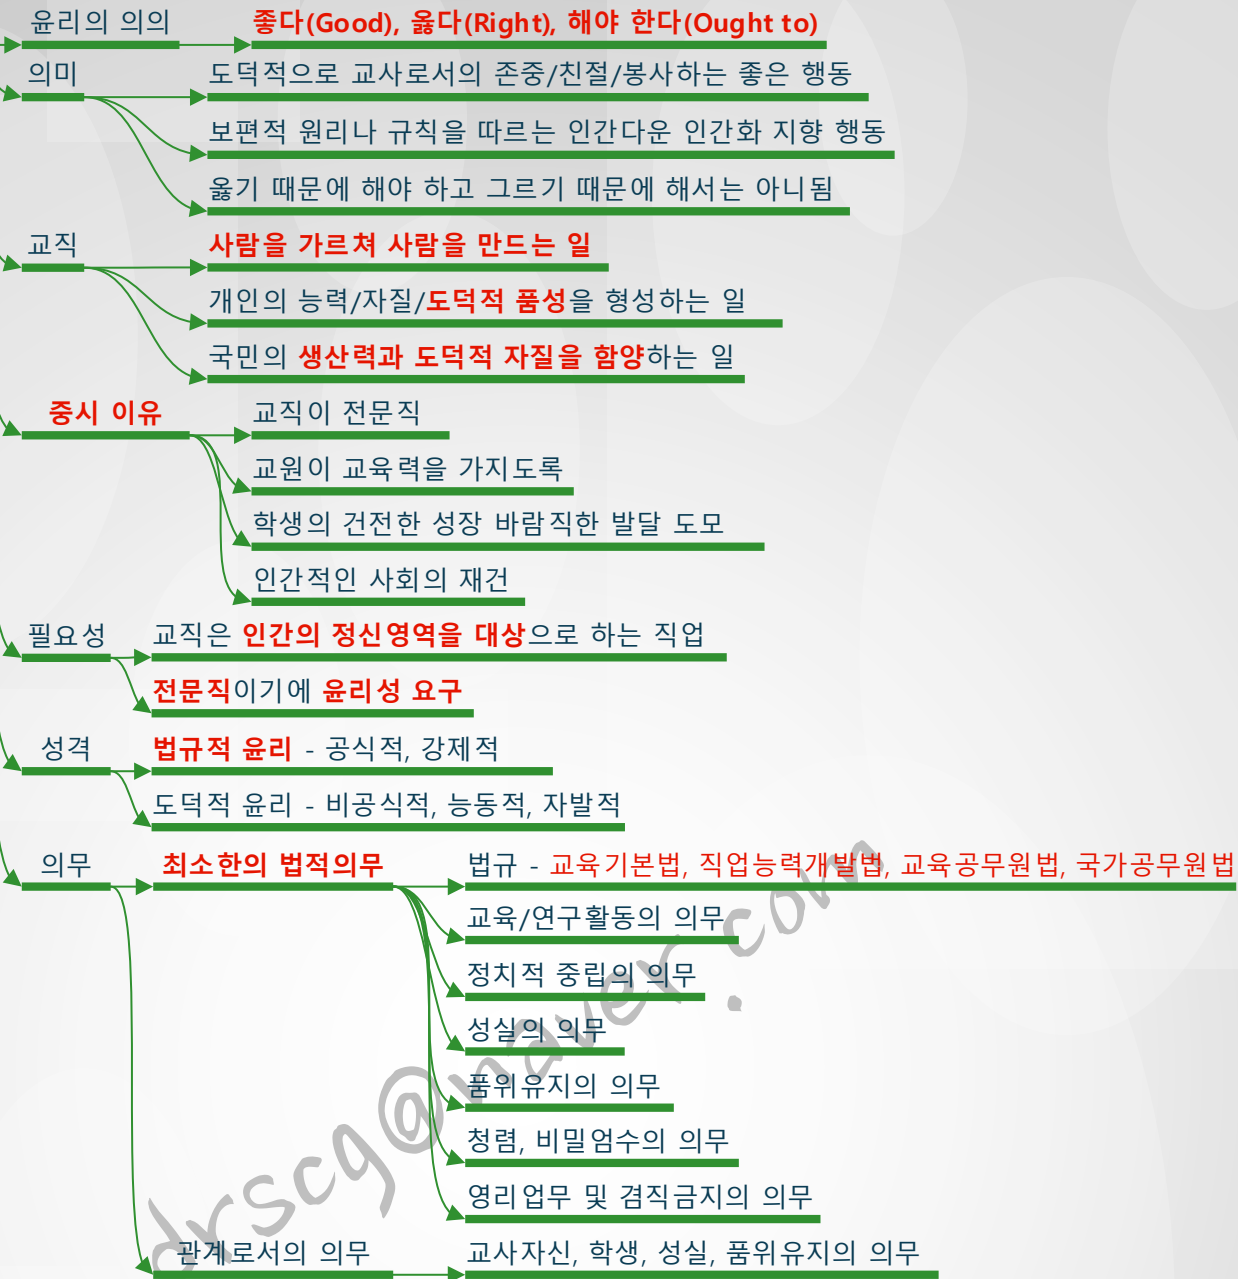 윤리의 의의 좋다(Good), 옳다(Right), 해야 한다(Ought to)
의미 도덕적으로 교사로서의 존중/친절/봉사하는 좋은 행동
보편적 원리나 규칙을 따르는 인간다운 인간화 지향 행동
옳기 때문에 해야 하고 그르기 때문에 해서는 아니됨
교직 사람을 가르쳐 사람을 만드는 일
개인의 능력/자질/도덕적 품성을 형성하는 일
국민의 생산력과 도덕적 자질을 함양하는 일
중시 이유 교직이 전문직
교원이 교육력을 가지도록
학생의 건전한 성장 바람직한 발달 도모
인간적인 사회의 재건
필요성 교직은 인간의 정신영역을 대상으로 하는 직업
전문직이기에 윤리성 요구
성격 법규적 윤리 - 공식적, 강제적
도덕적 윤리 - 비공식적, 능동적, 자발적
의무 최소한의 법적의무 법규 - 교육기본법, 직업능력개발법, 교육공무원법, 국가공무원법
교육/연구활동의 의무
정치적 중립의 의무
성실의 의무
품위유지의 의무
청렴, 비밀엄수의 의무
영리업무 및 겸직금지의 의무
관계로서의 의무 교사자신, 학생, 성실, 품위유지의 의무
drscg@naver.com